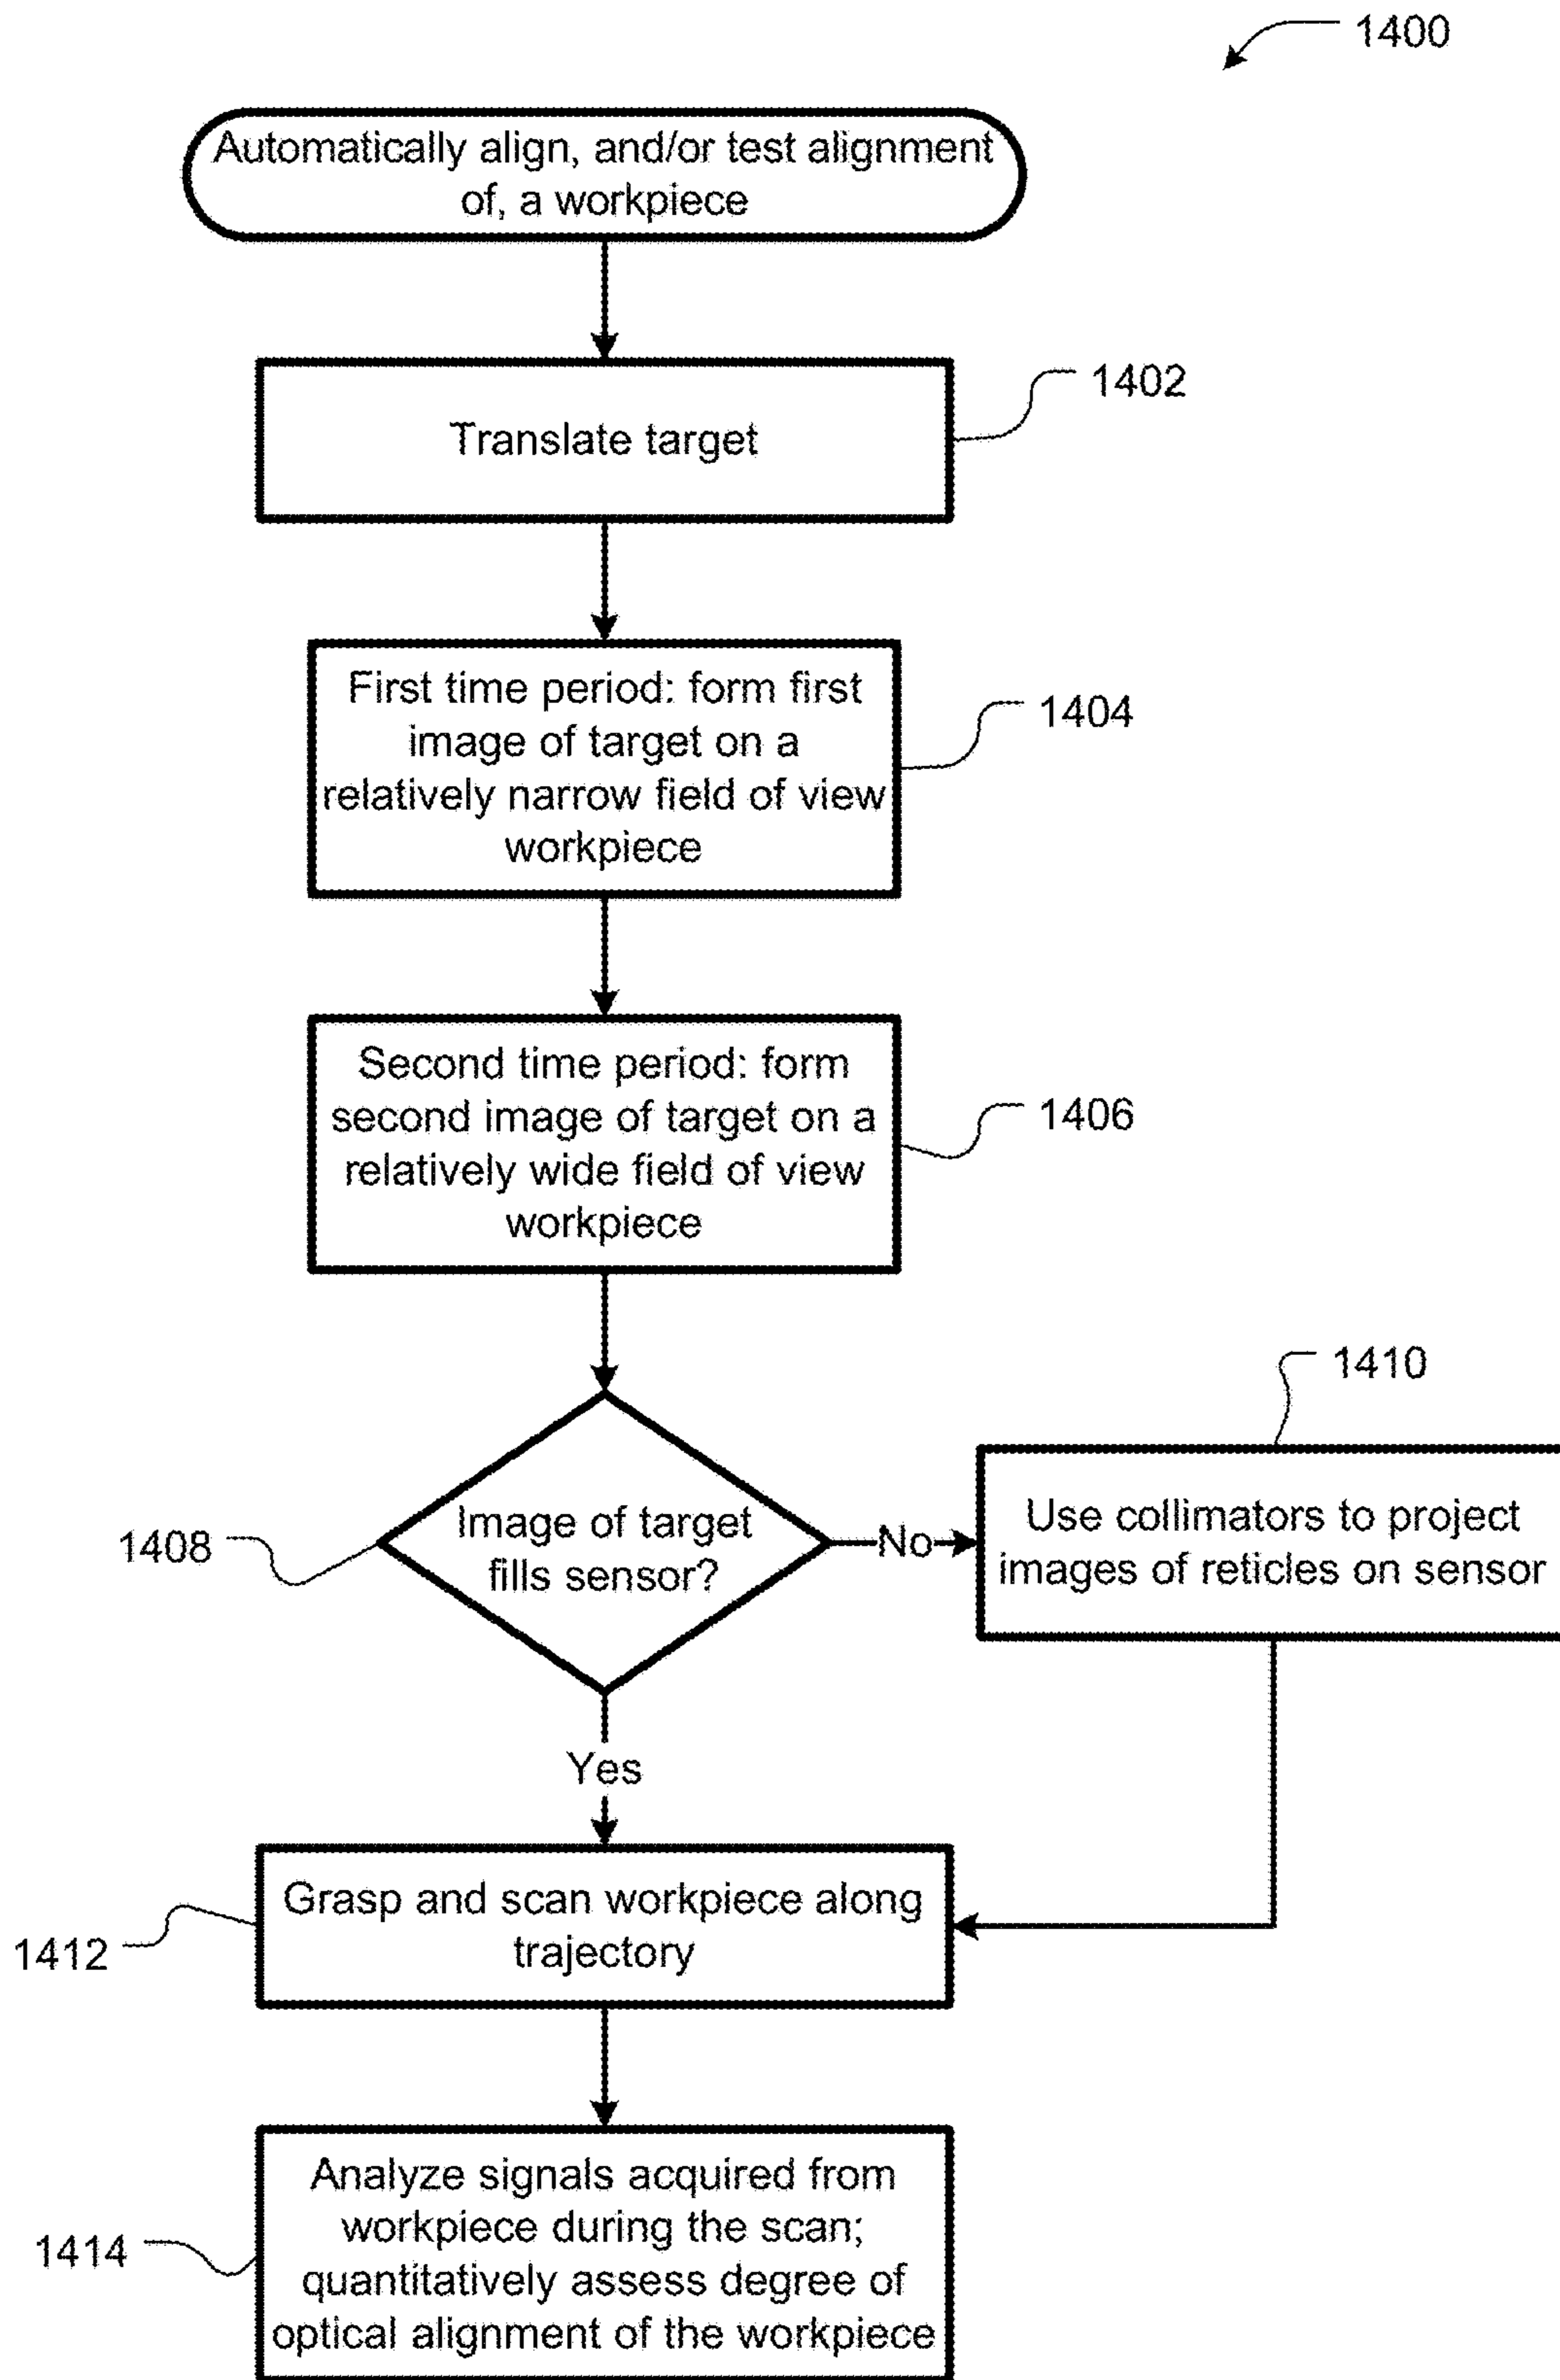 1400
Automatically align, and/or test alignment
of, a workpiece
1402
Translate target
First time period: form first
image of target on a
relatively narrow field of view
workpiece
1404
Second time period: form
second image of target on a
relatively wide field of view
workpiece
1406
1410
1408
Image of target
fills sensor?
No
Use collimators to project
images of reticles on sensor
Yes
Grasp and scan workpiece along
trajectory
1412
Analyze signals acquired from
workpiece during the scan;
quantitatively assess degree of
optical alignment of the workpiece
1414